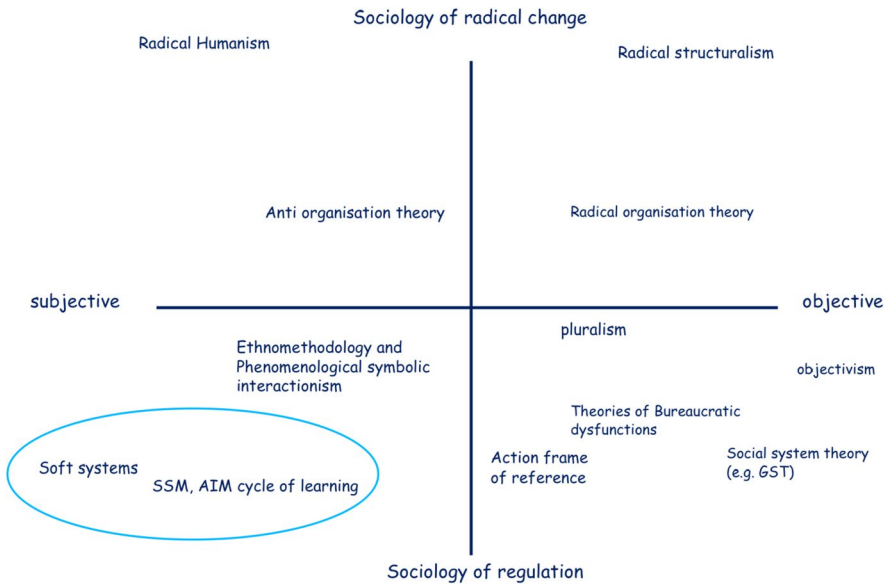 Sociology of radical change
Radical Humanism
Radical structuralism
Anti organisation theory
Radical organisation theory
subjective
objective
pluralism
Ethnomethodology and
Phenomenological symbolic
interactionism
objectivism
Theories of Bureaucratic
dysfunctions
Action frame
of reference
Social system theory
(e.g. GST)
Soft systems
SSM, AIM cycle of learning
Sociology of regulation